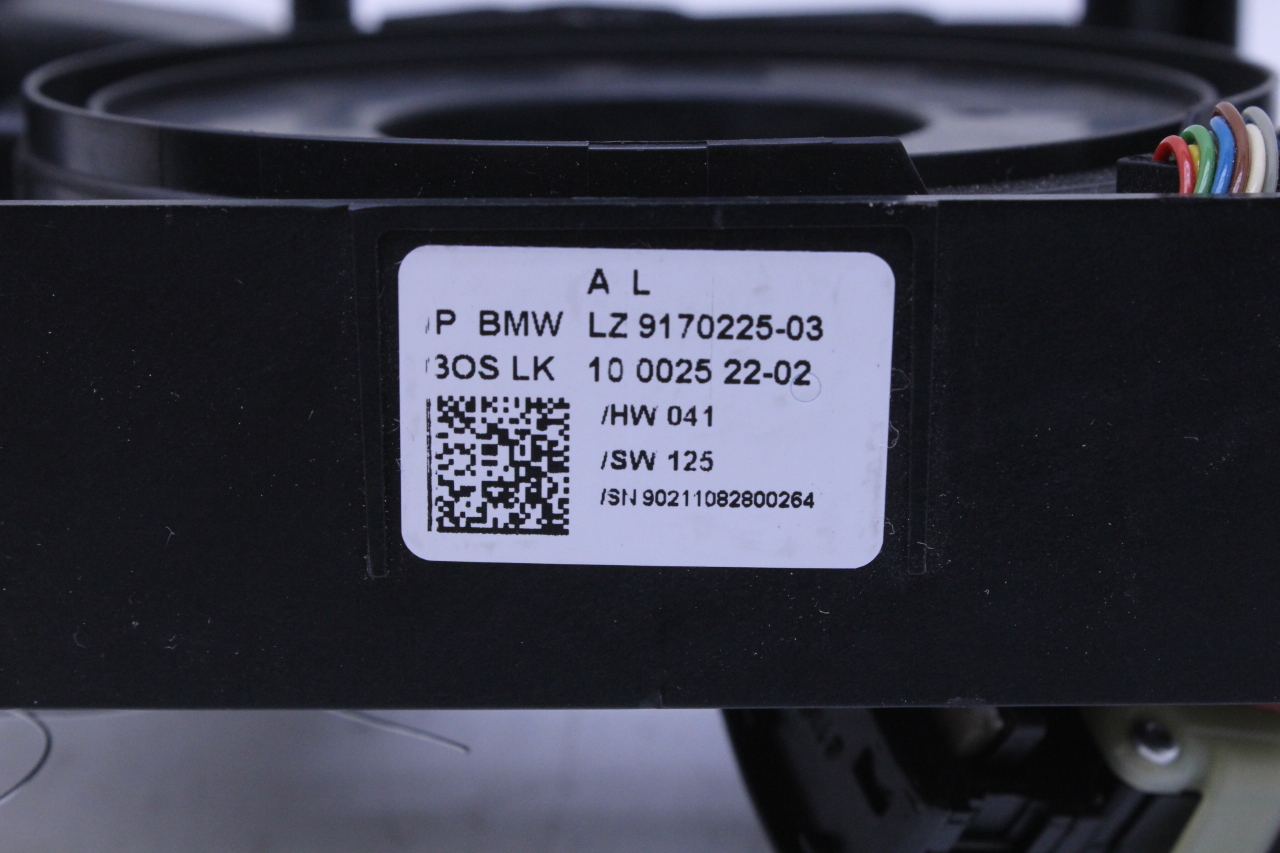 A L
/P BMW LZ 9170225-03
BOS LK 10 0025 22-02
/HW 041
/SW 125
/SN 90211082800264